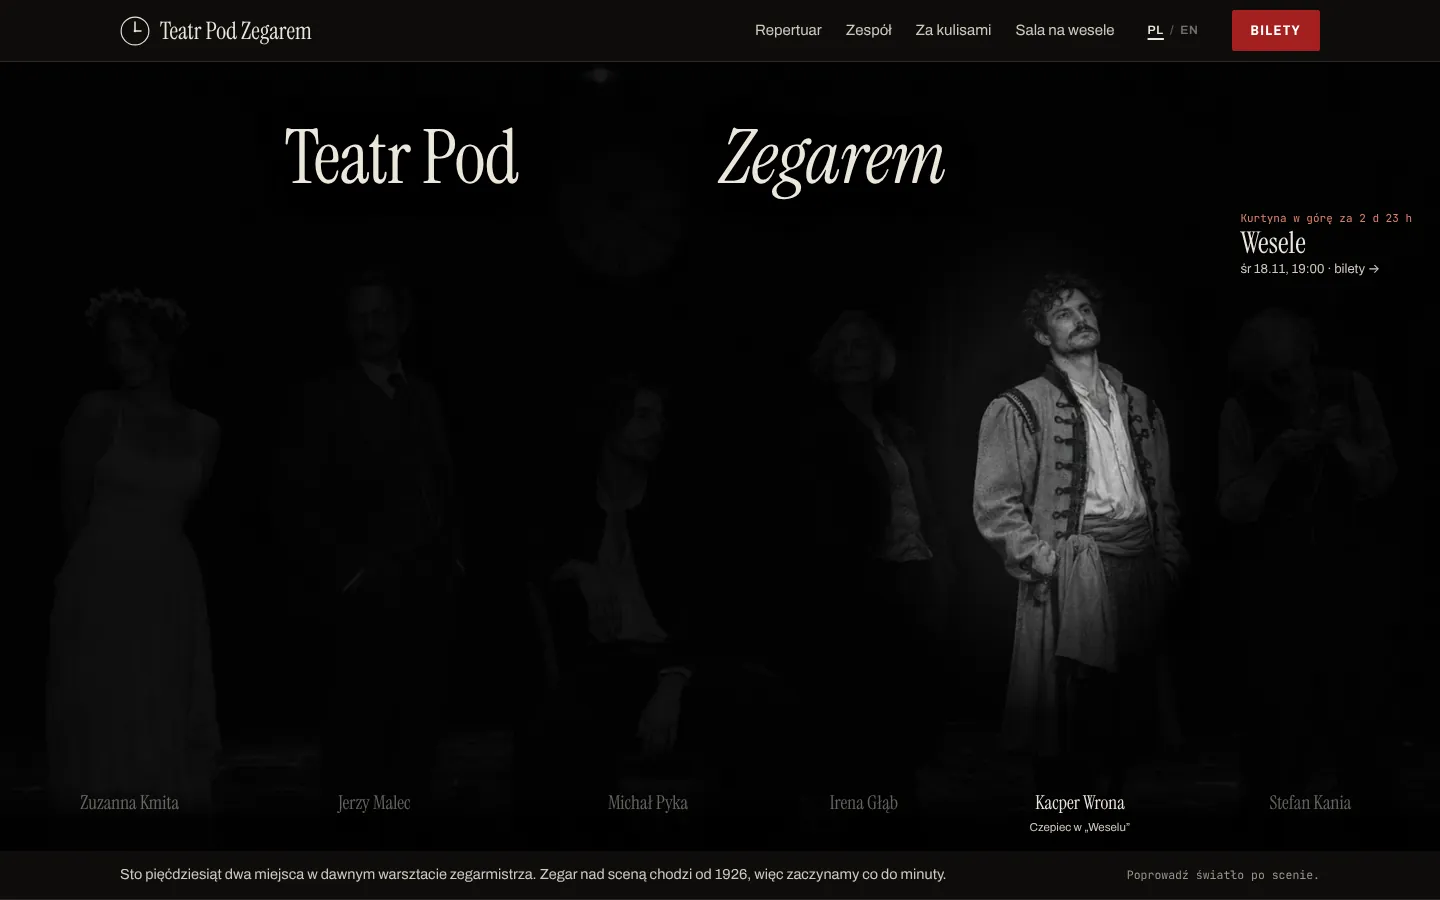 Teatr Pod Zegarem
Repertuar Zespół Za kulisami Sala na wesele PL / EN BILETY
Teatr Pod Zegarem
Kurtyna w górę za 2 d 23 h
Wesele
śr 18.11, 19:00 · bilety →
Zuzanna Kmita Jerzy Malec Michał Pyka Irena Głąb Kacper Wrona Stefan Kania
Czepiec w „Weselu”
Sto pięćdziesiąt dwa miejsca w dawnym warsztacie zegarmistrza. Zegar nad sceną chodzi od 1926, więc zaczynamy co do minuty.
Poprowadź światło po scenie.